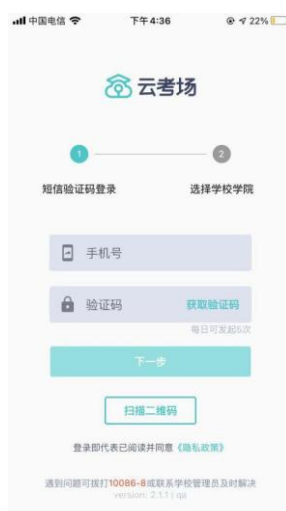 中国电信 下午4:36 22%
云考场
1 2
短信验证码登录 选择学校学院
手机号
验证码 获取验证码
每日可发起5次
下一步
扫描二维码
登录即代表已阅读并同意《隐私政策》
遇到问题可拨打10086-8或联系学校管理员及时解决
version: 2.1.1 / qa